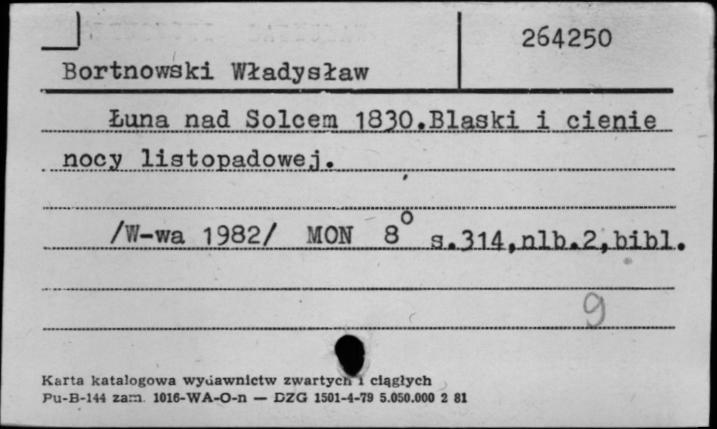 264250
Bortnowski Władysław
Łuna nad Solcem 1830.Blaski i cienie
nocy listopadowej.
/W-wa 1982/ MON 8° s.314,nlb.2,bibl.
9
Karta katalogowa wydawnictw zwartych i ciągłych
Pu-B-144 zam. 1016-WA-O-n — DZG 1501-4-79 5.050.000 2 81